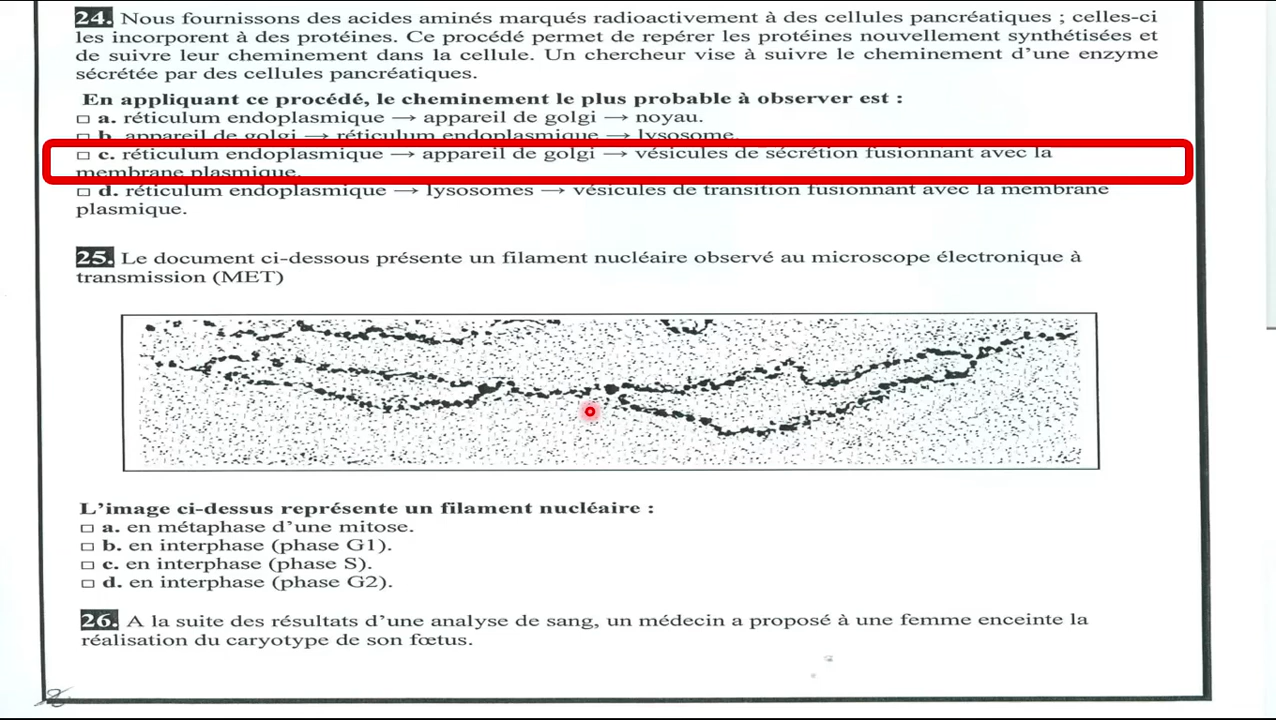 24. Nous fournissons des acides aminés marqués radioactivement à des cellules pancréatiques ; celles-ci
les incorporent à des protéines. Ce procédé permet de repérer les protéines nouvellement synthétisées et
de suivre leur cheminement dans la cellule. Un chercheur vise à suivre le cheminement d'une enzyme
sécrétée par des cellules pancréatiques.
En appliquant ce procédé, le cheminement le plus probable à observer est :
□ a. réticulum endoplasmique → appareil de golgi → noyau.
□ b. appareil de golgi → réticulum endoplasmique → lysosome.
□ c. réticulum endoplasmique → appareil de golgi → vésicules de sécrétion fusionnant avec la
membrane plasmique.
□ d. réticulum endoplasmique → lysosomes → vésicules de transition fusionnant avec la membrane
plasmique.
25. Le document ci-dessous présente un filament nucléaire observé au microscope électronique à
transmission (MET)
L'image ci-dessus représente un filament nucléaire :
□ a. en métaphase d'une mitose.
□ b. en interphase (phase G1).
□ c. en interphase (phase S).
□ d. en interphase (phase G2).
26. A la suite des résultats d'une analyse de sang, un médecin a proposé à une femme enceinte la
réalisation du caryotype de son fœtus.